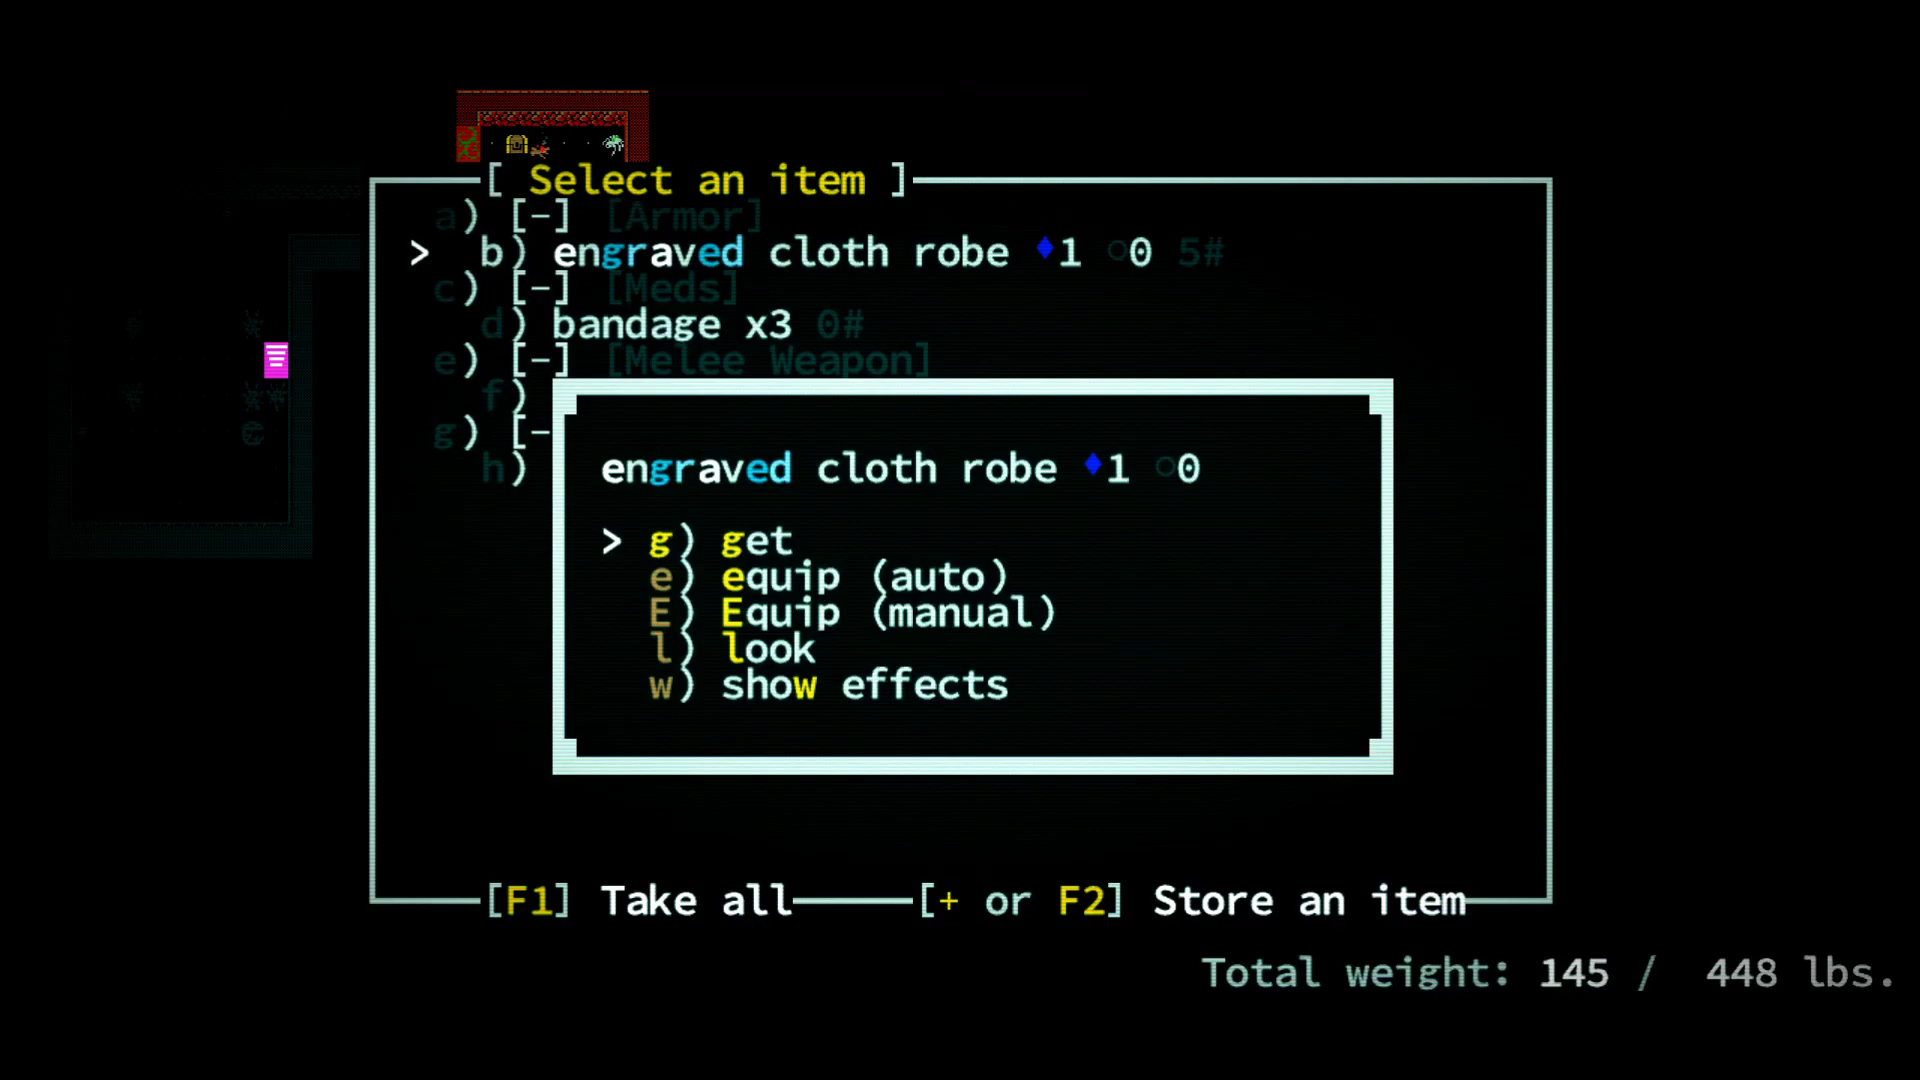 [ Select an item ]
a) [-] [Armor]
> b) engraved cloth robe ♦1 ○0 5#
c) [-] [Meds]
d) bandage x3 0#
e) [-] [Melee Weapon]
f)
g) [-
h)
engraved cloth robe ♦1 ○0
> g) get
e) equip (auto)
E) Equip (manual)
l) look
w) show effects
[F1] Take all [+ or F2] Store an item
Total weight: 145 / 448 lbs.